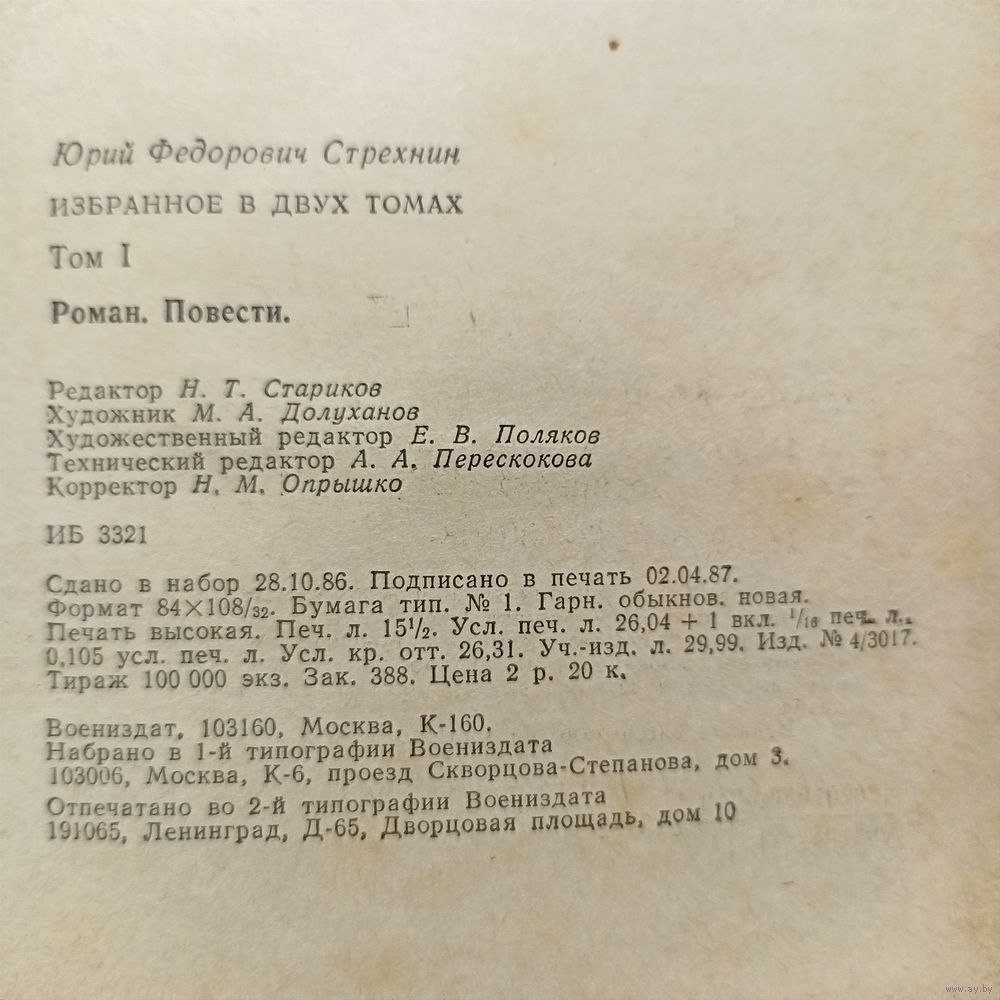 Юрий Федорович Стрехнин
ИЗБРАННОЕ В ДВУХ ТОМАХ
Том I
Роман. Повести.
Редактор Н. Т. Стариков
Художник М. А. Долуханов
Художественный редактор Е. В. Поляков
Технический редактор А. А. Перескокова
Корректор Н. М. Опрышко
ИБ 3321
Сдано в набор 28.10.86. Подписано в печать 02.04.87.
Формат 84×108/32. Бумага тип. № 1. Гарн. обыкнов. новая.
Печать высокая. Печ. л. 15½. Усл. печ. л. 26,04 + 1 вкл. 1/16 печ. л.
0,105 усл. печ. л. Усл. кр. отт. 26,31. Уч.-изд. л. 29,99. Изд. № 4/3017.
Тираж 100 000 экз. Зак. 388. Цена 2 р. 20 к.
Воениздат, 103160, Москва, К-160.
Набрано в 1-й типографии Воениздата
103006, Москва, К-6, проезд Скворцова-Степанова, дом 3.
Отпечатано во 2-й типографии Воениздата
191065, Ленинград, Д-65, Дворцовая площадь, дом 10
www.ay.by